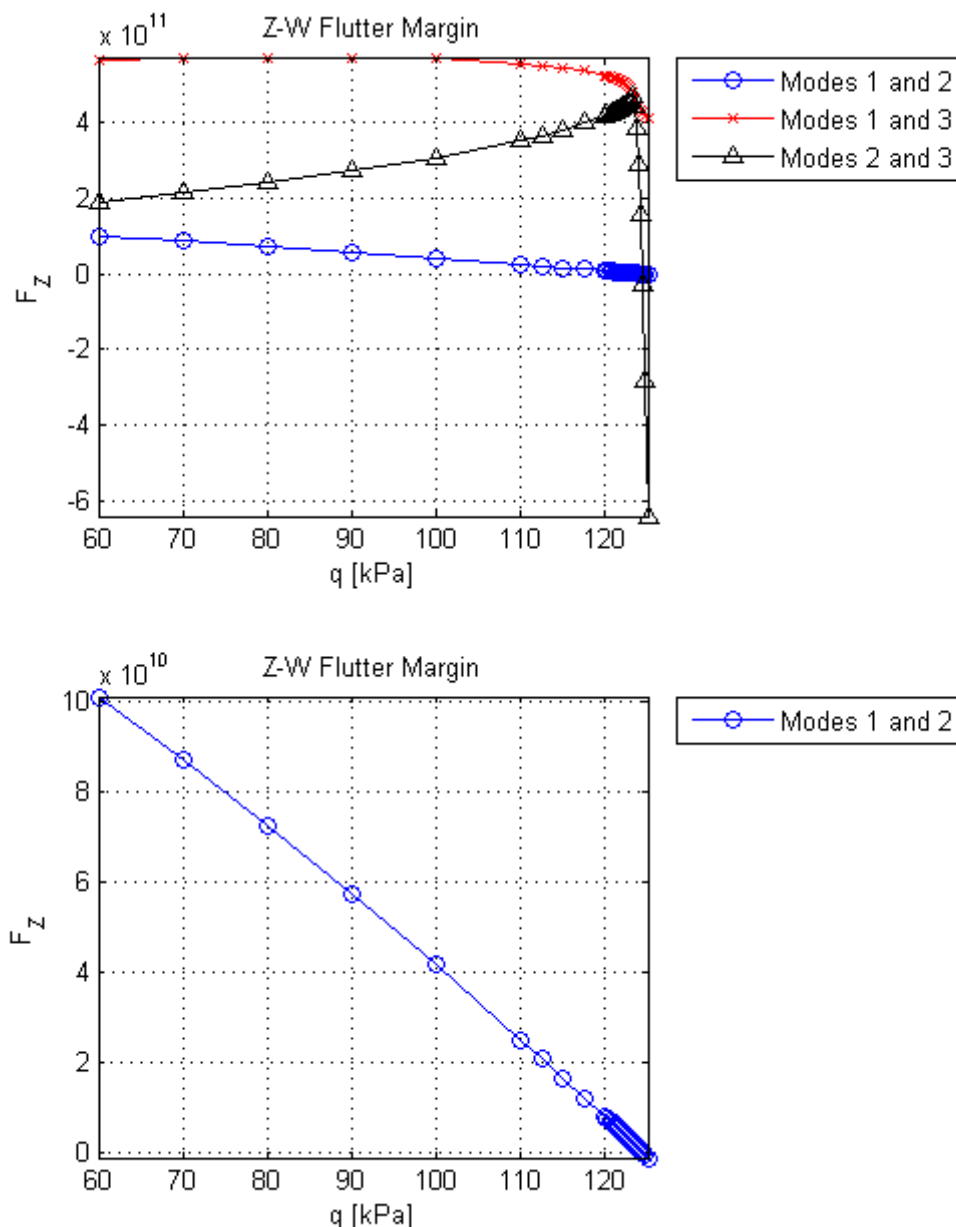 x 10^11
Z-W Flutter Margin
Modes 1 and 2
Modes 1 and 3
Modes 2 and 3
4
2
0
-2
-4
-6
F_Z
60 70 80 90 100 110 120
q [kPa]
x 10^10
Z-W Flutter Margin
Modes 1 and 2
10
8
6
4
2
0
F_Z
60 70 80 90 100 110 120
q [kPa]